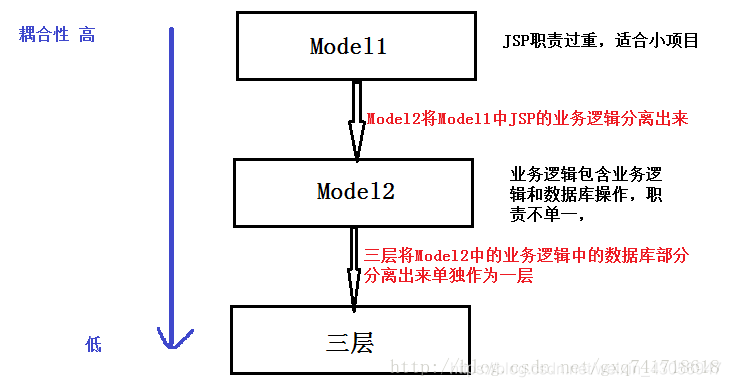 耦合性 高
Model1
JSP职责过重，适合小项目
Model2将Model1中JSP的业务逻辑分离出来
Model2
业务逻辑包含业务逻
辑和数据库操作，职
责不单一，
三层将Model2中的业务逻辑中的数据库部分
分离出来单独作为一层
低
三层